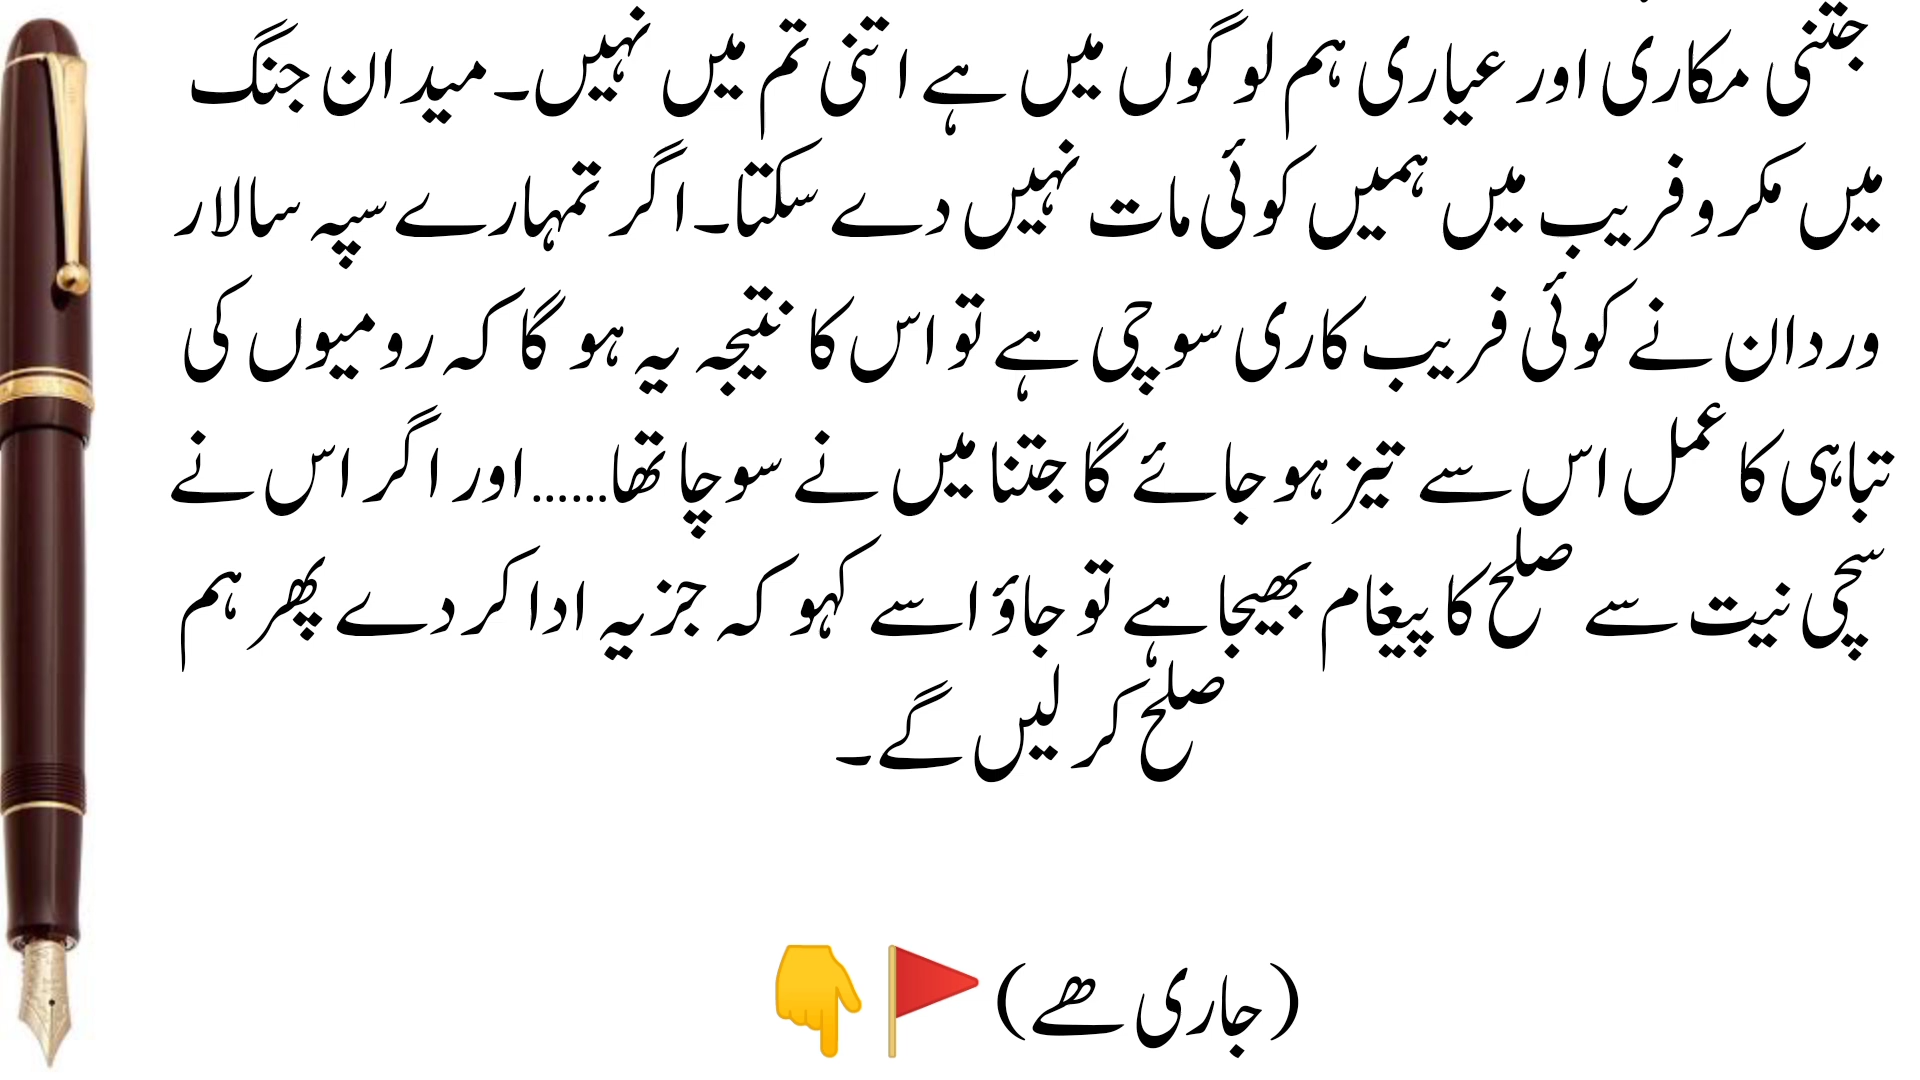 جتنی مکاری اور عیاری ہم لوگوں میں ہے اتنی تم میں نہیں۔ میدان جنگ
میں مکر و فریب میں ہمیں کوئی مات نہیں دے سکتا۔ اگر تمہارے سپہ سالار
وردان نے کوئی فریب کاری سوچی ہے تو اس کا نتیجہ یہ ہو گا کہ رومیوں کی
تباہی کا عمل اس سے تیز ہو جائے گا جتنا میں نے سوچا تھا...... اور اگر اس نے
سچی نیت سے صلح کا پیغام بھیجا ہے تو جاؤ اسے کہو کہ جزیہ ادا کر دے پھر ہم
صلح کر لیں گے۔
(جاری ھے)🚩👇